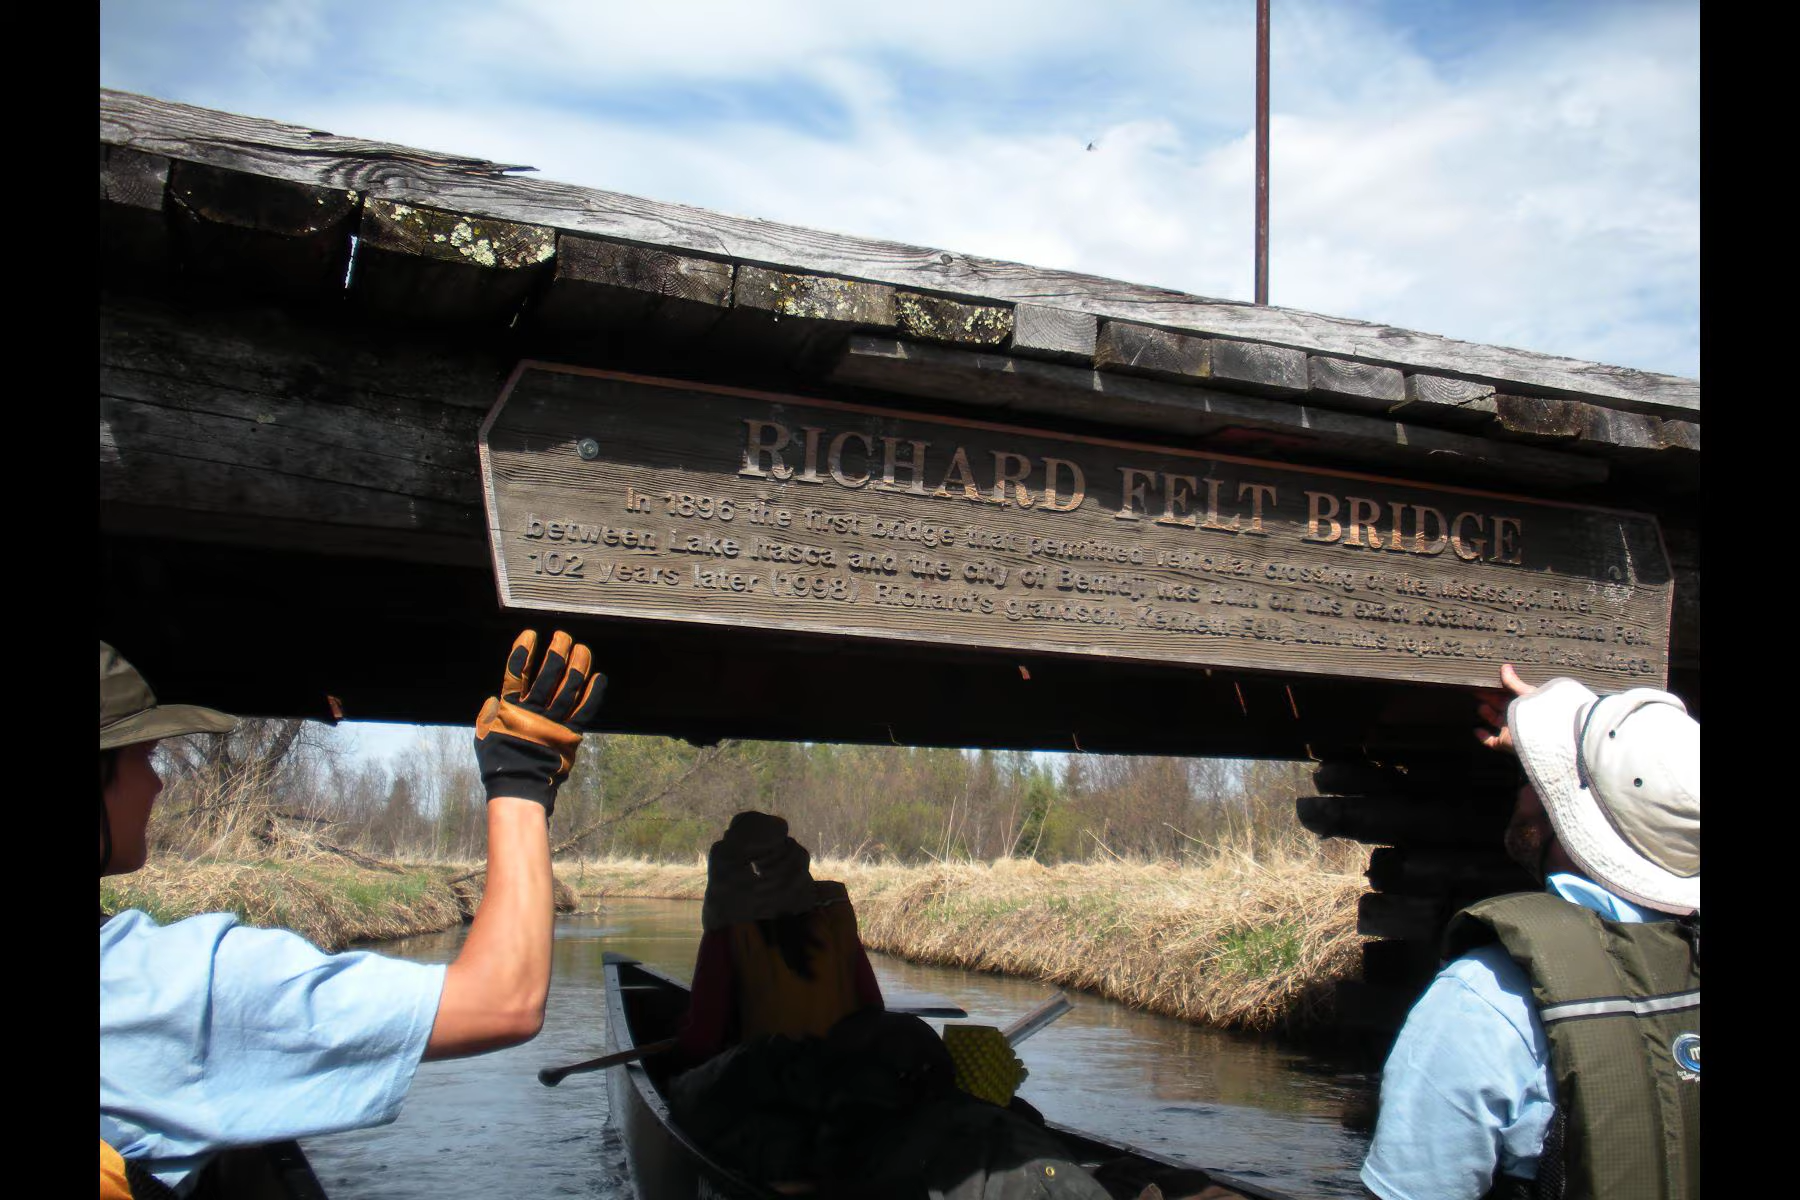 RICHARD FELT BRIDGE
In 1896 the first bridge that permitted vehicular crossing of the Mississippi River
between Lake Itasca and the city of Bemidji was built on this exact location by Richard Felt.
102 years later (1998) Richard's grandson, Kenneth Felt, built this replica of that first bridge.